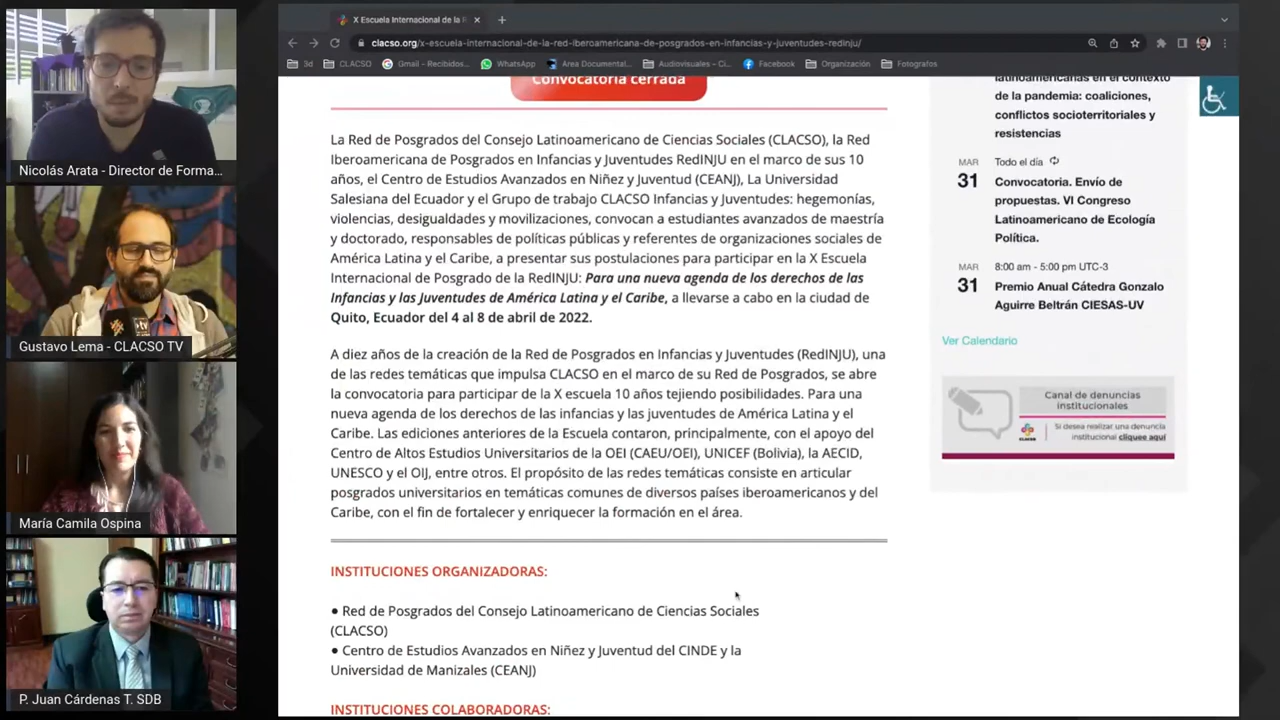 Nicolás Arata - Director de Forma...
Gustavo Lema - CLACSO TV
María Camila Ospina
P. Juan Cárdenas T. SDB
X Escuela Internacional de la R
clacso.org/x-escuela-internacional-de-la-red-iberoamericana-de-posgrados-en-infancias-y-juventudes-redinju/
3d
CLACSO
Gmail - Recibidos...
WhatsApp
Area Documental...
Audiovisuales - Ci...
Facebook
Organización
Fotografos
Convocatoria cerrada
La Red de Posgrados del Consejo Latinoamericano de Ciencias Sociales (CLACSO), la Red
Iberoamericana de Posgrados en Infancias y Juventudes RedINJU en el marco de sus 10
años, el Centro de Estudios Avanzados en Niñez y Juventud (CEANJ), La Universidad
Salesiana del Ecuador y el Grupo de trabajo CLACSO Infancias y Juventudes: hegemonías,
violencias, desigualdades y movilizaciones, convocan a estudiantes avanzados de maestría
y doctorado, responsables de políticas públicas y referentes de organizaciones sociales de
América Latina y el Caribe, a presentar sus postulaciones para participar en la X Escuela
Internacional de Posgrado de la RedINJU: Para una nueva agenda de los derechos de las
Infancias y las Juventudes de América Latina y el Caribe, a llevarse a cabo en la ciudad de
Quito, Ecuador del 4 al 8 de abril de 2022.
A diez años de la creación de la Red de Posgrados en Infancias y Juventudes (RedINJU), una
de las redes temáticas que impulsa CLACSO en el marco de su Red de Posgrados, se abre
la convocatoria para participar de la X escuela 10 años tejiendo posibilidades. Para una
nueva agenda de los derechos de las infancias y las juventudes de América Latina y el
Caribe. Las ediciones anteriores de la Escuela contaron, principalmente, con el apoyo del
Centro de Altos Estudios Universitarios de la OEI (CAEU/OEI), UNICEF (Bolivia), la AECID,
UNESCO y el OIJ, entre otros. El propósito de las redes temáticas consiste en articular
posgrados universitarios en temáticas comunes de diversos países iberoamericanos y del
Caribe, con el fin de fortalecer y enriquecer la formación en el área.
INSTITUCIONES ORGANIZADORAS:
● Red de Posgrados del Consejo Latinoamericano de Ciencias Sociales
(CLACSO)
● Centro de Estudios Avanzados en Niñez y Juventud del CINDE y la
Universidad de Manizales (CEANJ)
INSTITUCIONES COLABORADORAS:
latinoamericanas en el contexto
de la pandemia: coaliciones,
conflictos socioterritoriales y
resistencias
MAR
31
Todo el día
Convocatoria. Envío de
propuestas. VI Congreso
Latinoamericano de Ecología
Política.
MAR
31
8:00 am - 5:00 pm UTC-3
Premio Anual Cátedra Gonzalo
Aguirre Beltrán CIESAS-UV
Ver Calendario
Canal de denuncias
institucionales
CLACSO
Si desea realizar una denuncia
institucional cliquee aquí